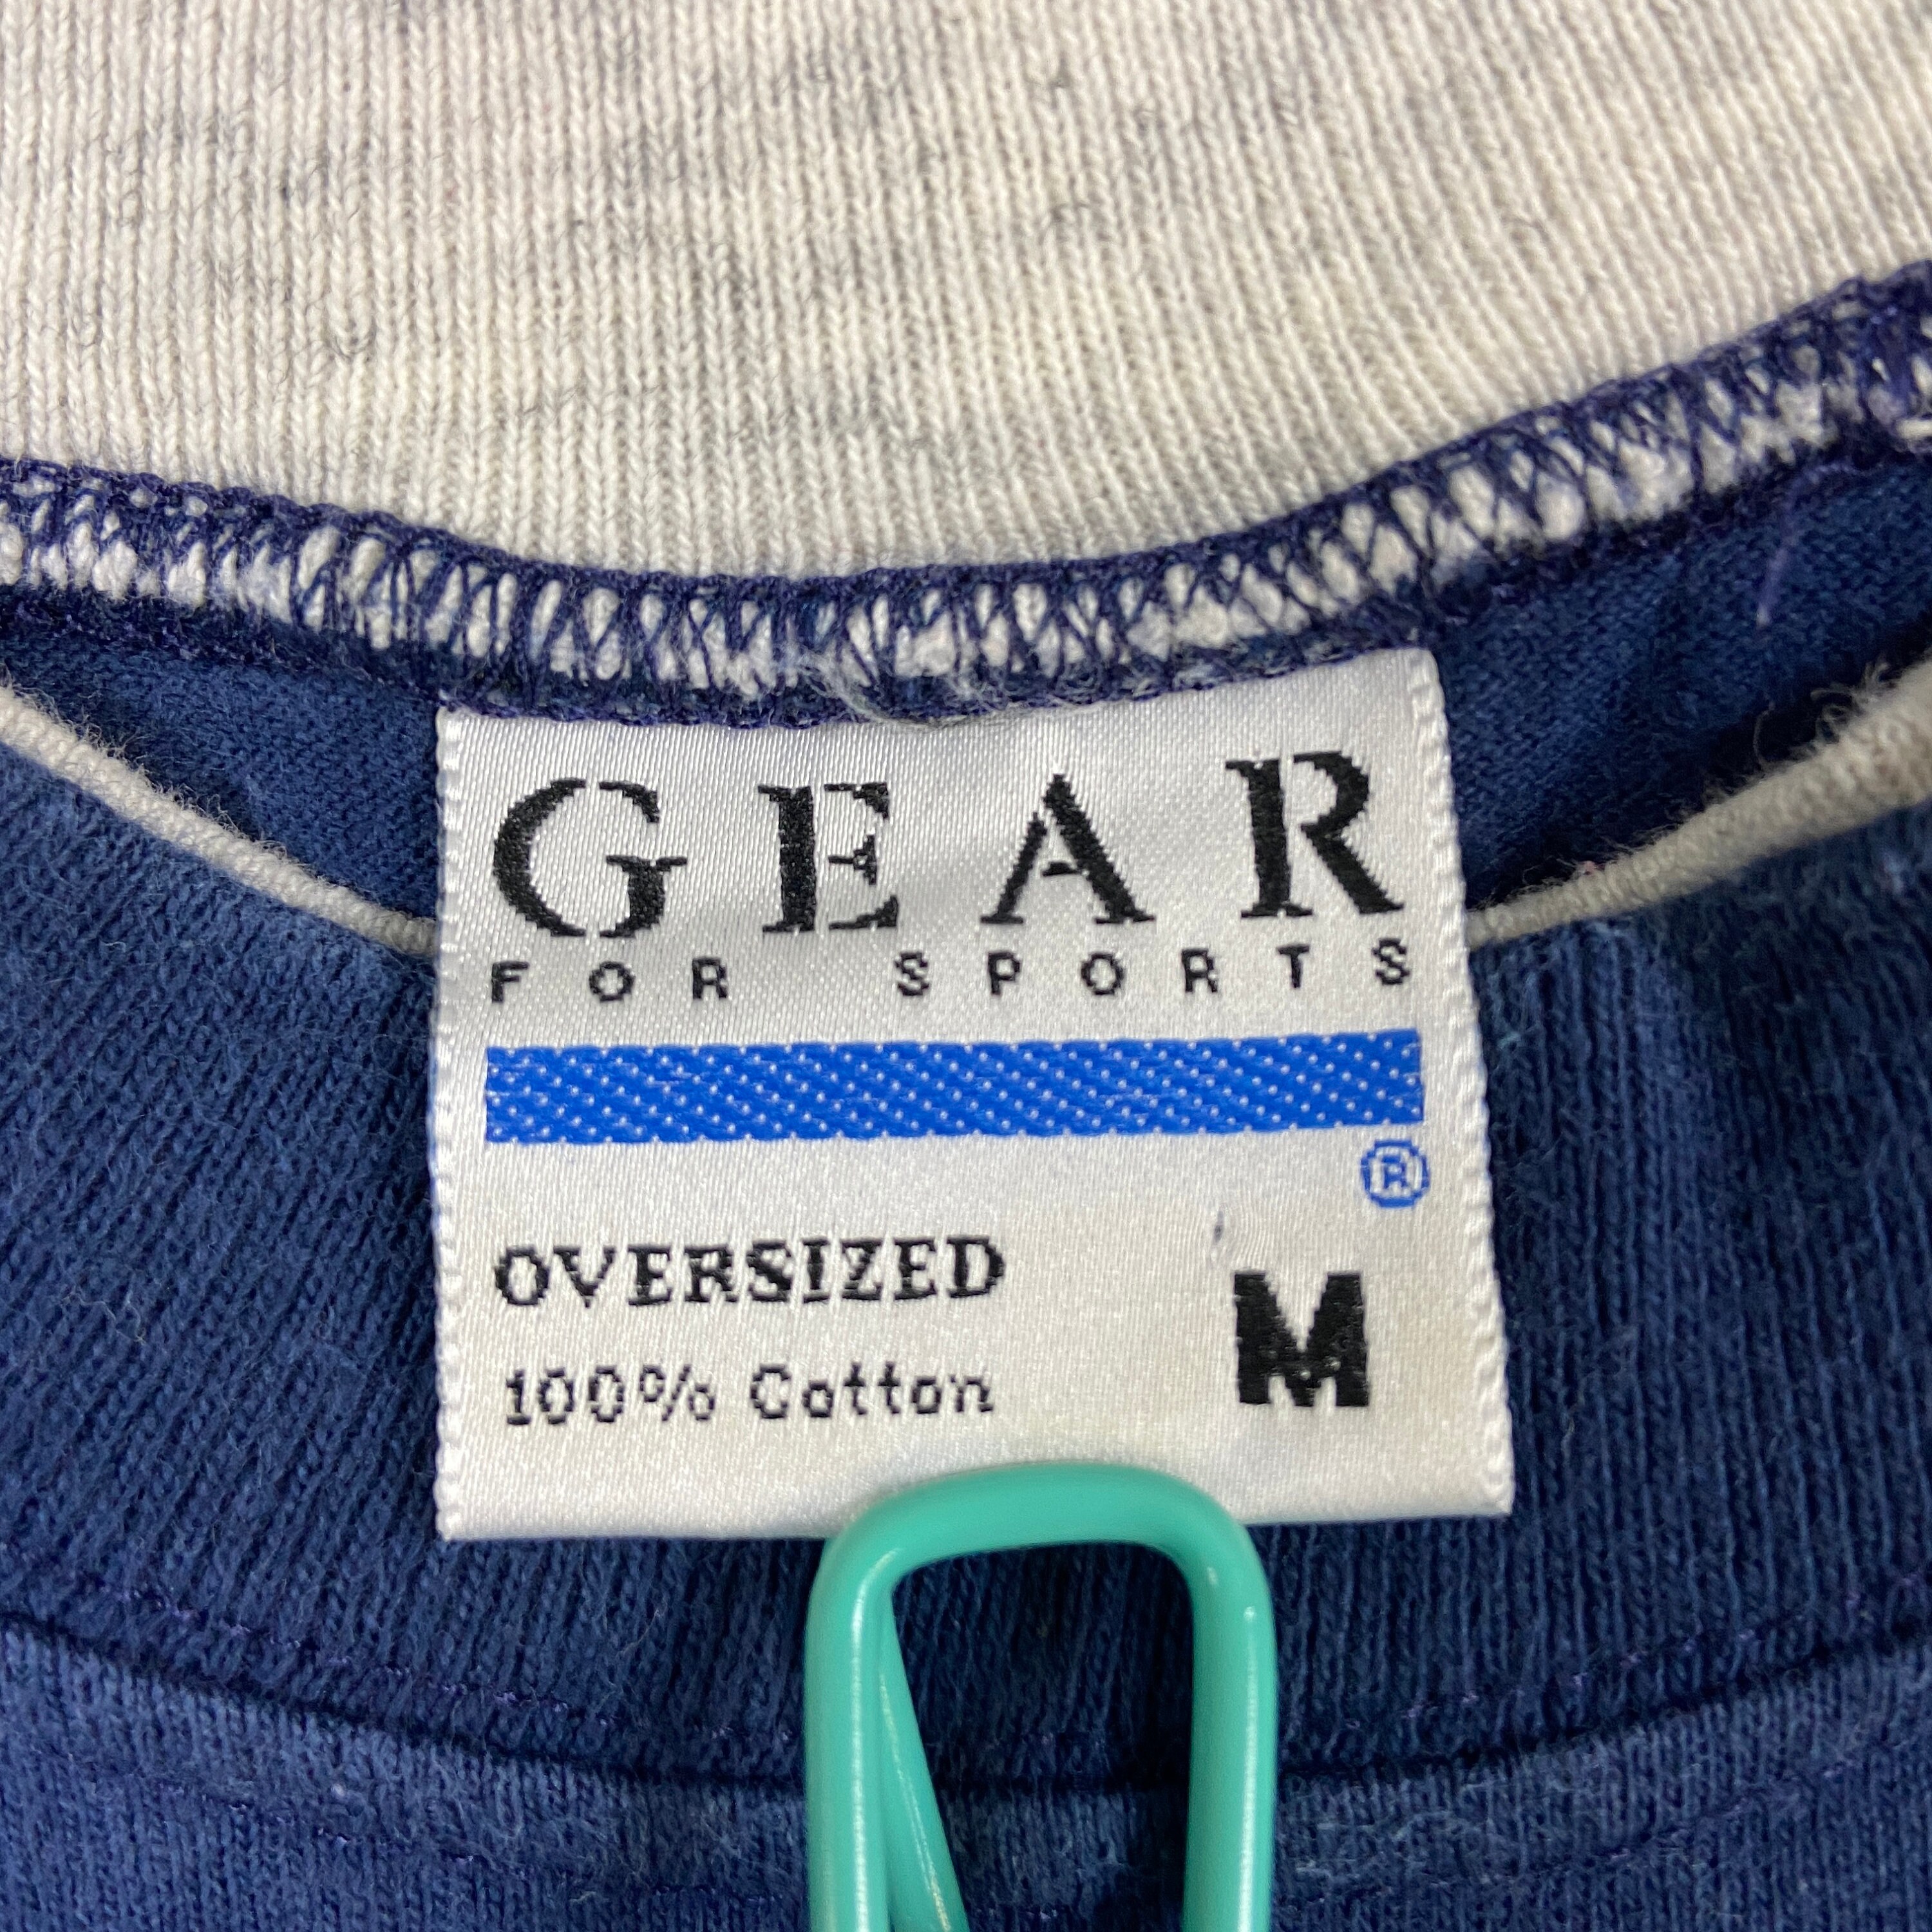 GEAR
FOR SPORTS
®
OVERSIZED
100% Cotton
M